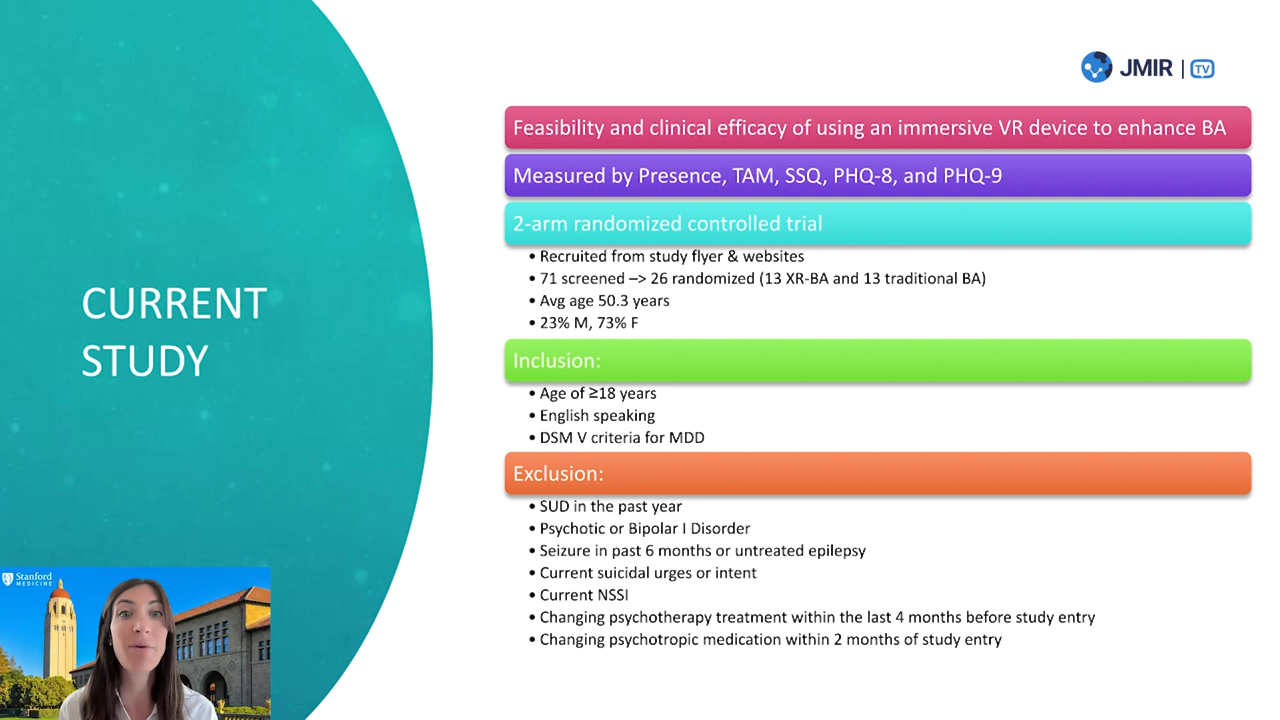 JMIR | TV
Feasibility and clinical efficacy of using an immersive VR device to enhance BA
Measured by Presence, TAM, SSQ, PHQ-8, and PHQ-9
2-arm randomized controlled trial
• Recruited from study flyer & websites
• 71 screened –> 26 randomized (13 XR-BA and 13 traditional BA)
• Avg age 50.3 years
• 23% M, 73% F
CURRENT
STUDY
Inclusion:
• Age of ≥18 years
• English speaking
• DSM V criteria for MDD
Exclusion:
• SUD in the past year
• Psychotic or Bipolar I Disorder
• Seizure in past 6 months or untreated epilepsy
• Current suicidal urges or intent
• Current NSSI
• Changing psychotherapy treatment within the last 4 months before study entry
• Changing psychotropic medication within 2 months of study entry
Stanford
MEDICINE